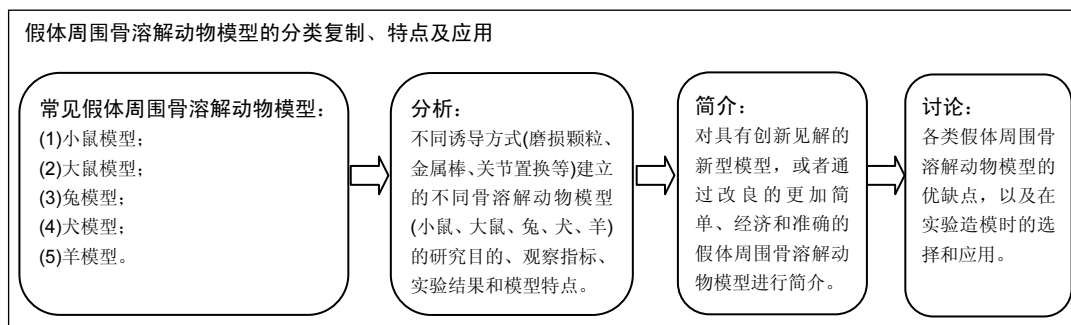 假体周围骨溶解动物模型的分类复制、特点及应用
常见假体周围骨溶解动物模型：
(1)小鼠模型；
(2)大鼠模型；
(3)兔模型；
(4)犬模型；
(5)羊模型。
分析：
不同诱导方式(磨损颗粒、
金属棒、关节置换等)建立
的不同骨溶解动物模型
(小鼠、大鼠、兔、犬、羊)
的研究目的、观察指标、
实验结果和模型特点。
简介：
对具有创新见解的
新型模型，或者通
过改良的更加简
单、经济和准确的
假体周围骨溶解动
物模型进行简介。
讨论：
各类假体周围骨
溶解动物模型的
优缺点，以及在
实验造模时的选
择和应用。